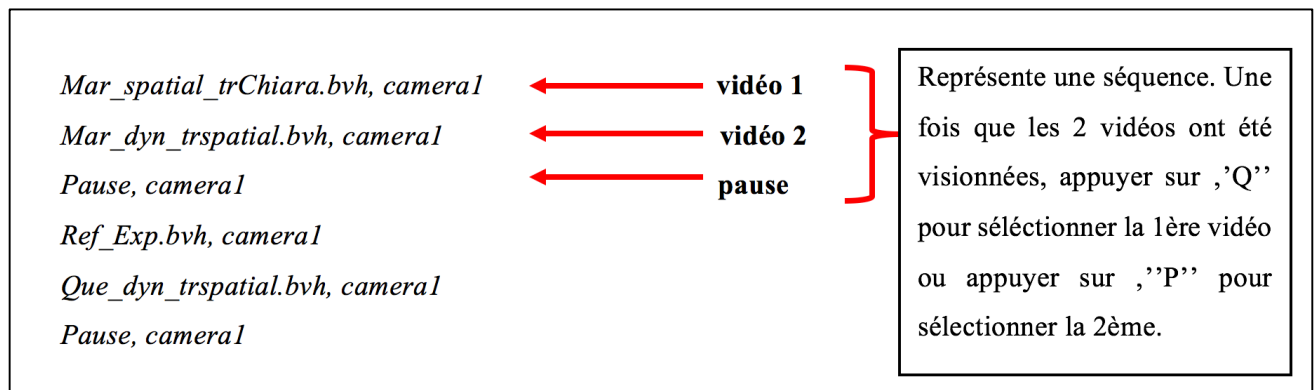 Mar_spatial_trChiara.bvh, camera1
Mar_dyn_trspatial.bvh, camera1
Pause, camera1
Ref_Exp.bvh, camera1
Que_dyn_trspatial.bvh, camera1
Pause, camera1
vidéo 1
vidéo 2
pause
Représente une séquence. Une
fois que les 2 vidéos ont été
visionnées, appuyer sur ,’Q’’
pour séléctionner la 1ère vidéo
ou appuyer sur ,’’P’’ pour
sélectionner la 2ème.